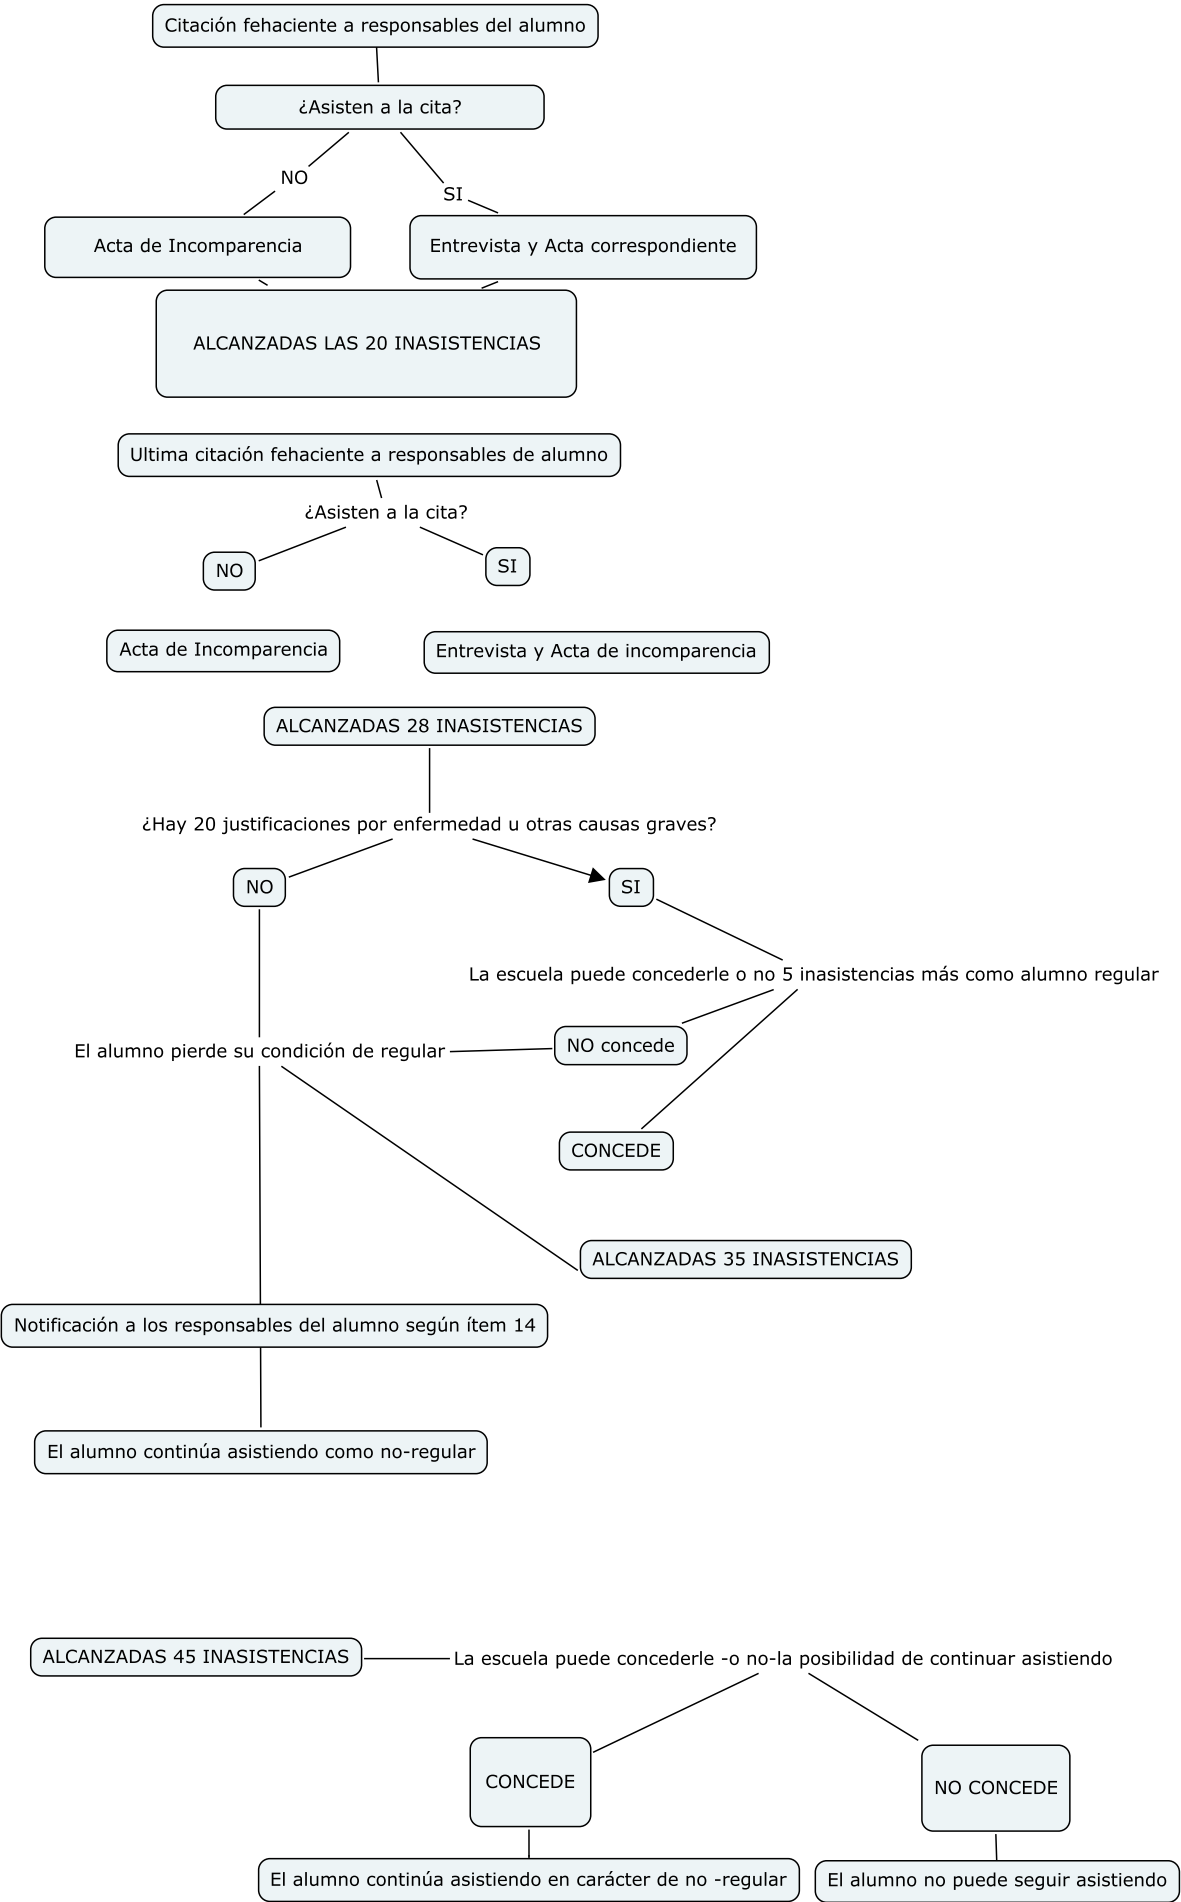 Citación fehaciente a responsables del alumno
¿Asisten a la cita?
NO
SI
Acta de Incomparencia
Entrevista y Acta correspondiente
ALCANZADAS LAS 20 INASISTENCIAS
Ultima citación fehaciente a responsables de alumno
¿Asisten a la cita?
NO
SI
Acta de Incomparencia
Entrevista y Acta de incomparencia
ALCANZADAS 28 INASISTENCIAS
¿Hay 20 justificaciones por enfermedad u otras causas graves?
NO
SI
La escuela puede concederle o no 5 inasistencias más como alumno regular
El alumno pierde su condición de regular
NO concede
CONCEDE
ALCANZADAS 35 INASISTENCIAS
Notificación a los responsables del alumno según ítem 14
El alumno continúa asistiendo como no-regular
ALCANZADAS 45 INASISTENCIAS
La escuela puede concederle -o no-la posibilidad de continuar asistiendo
CONCEDE
NO CONCEDE
El alumno continúa asistiendo en carácter de no -regular
El alumno no puede seguir asistiendo